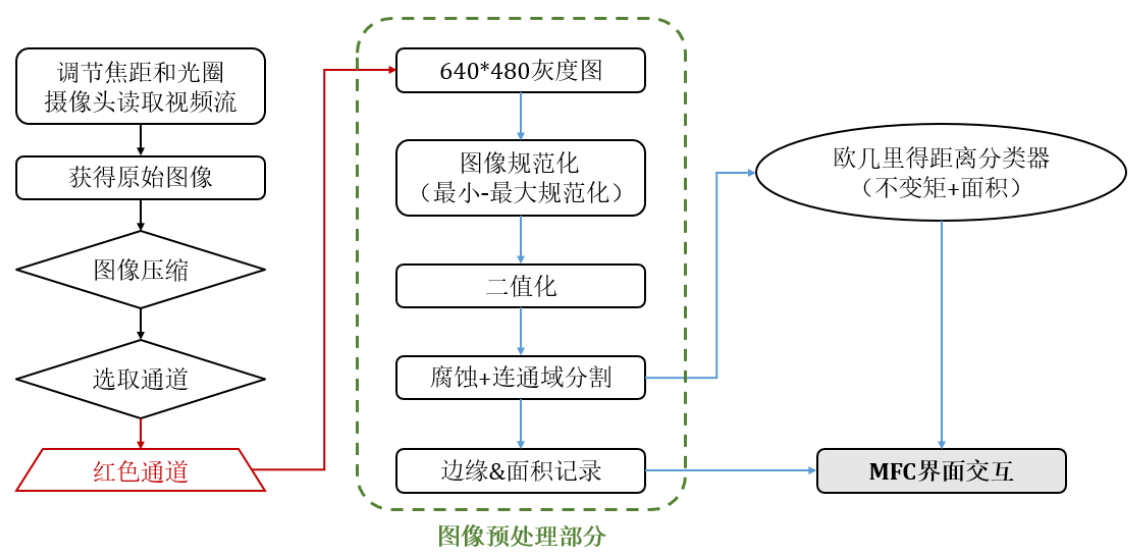 调节焦距和光圈
摄像头读取视频流
获得原始图像
图像压缩
选取通道
红色通道
640*480灰度图
图像规范化
（最小-最大规范化）
二值化
腐蚀+连通域分割
边缘&面积记录
图像预处理部分
欧几里得距离分类器
（不变矩+面积）
MFC界面交互